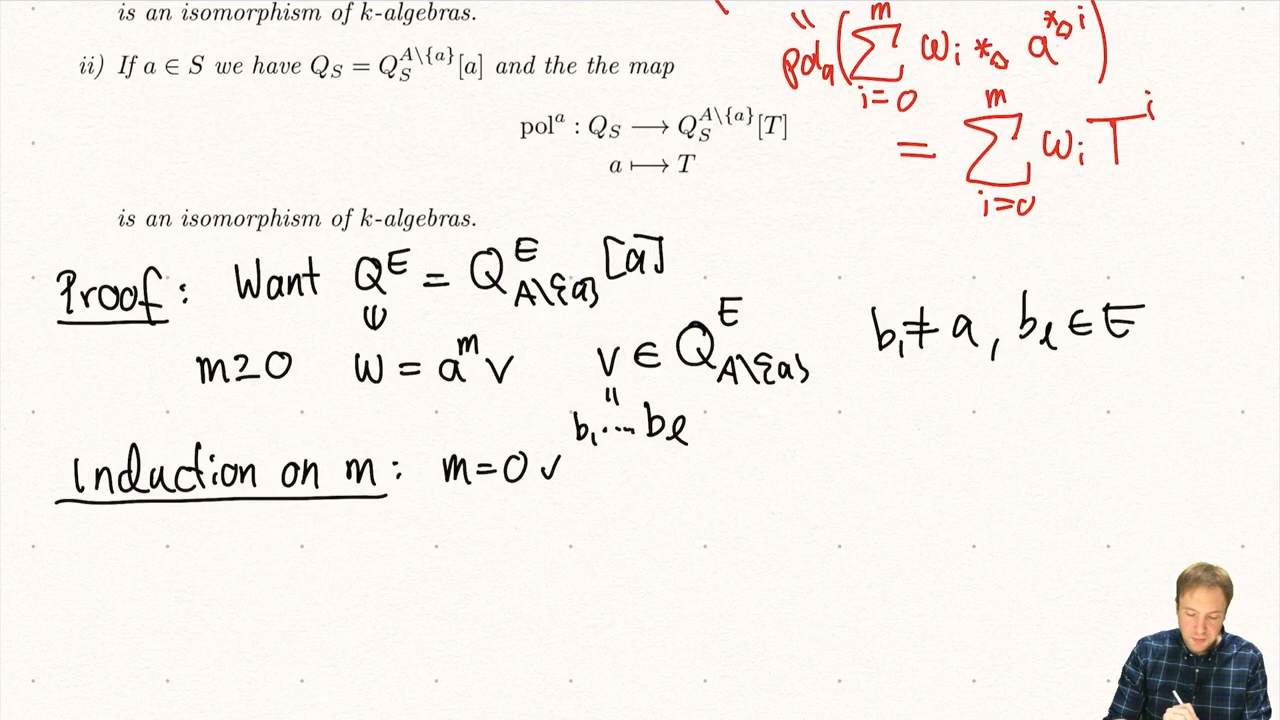 is an isomorphism of k-algebras.
ii) If a ∈ S we have Q_S = Q_S^{A\{a}}[a] and the the map
pol^a : Q_S ⟶ Q_S^{A\{a}}[T]
a ⟼ T
is an isomorphism of k-algebras.
" pol_a(∑_{i=0}^{m} w_i *_◇ a^{*_◇ i})
= ∑_{i=0}^{m} w_i T^i
Proof: Want Q^E = Q^E_{A\{a}}[a]
m≥0 w = a^m v v ∈ Q^E_{A\{a}} b_1 ≠ a, b_ℓ ∈ E
" b_1 .... b_ℓ
Induction on m: m=0 ✓